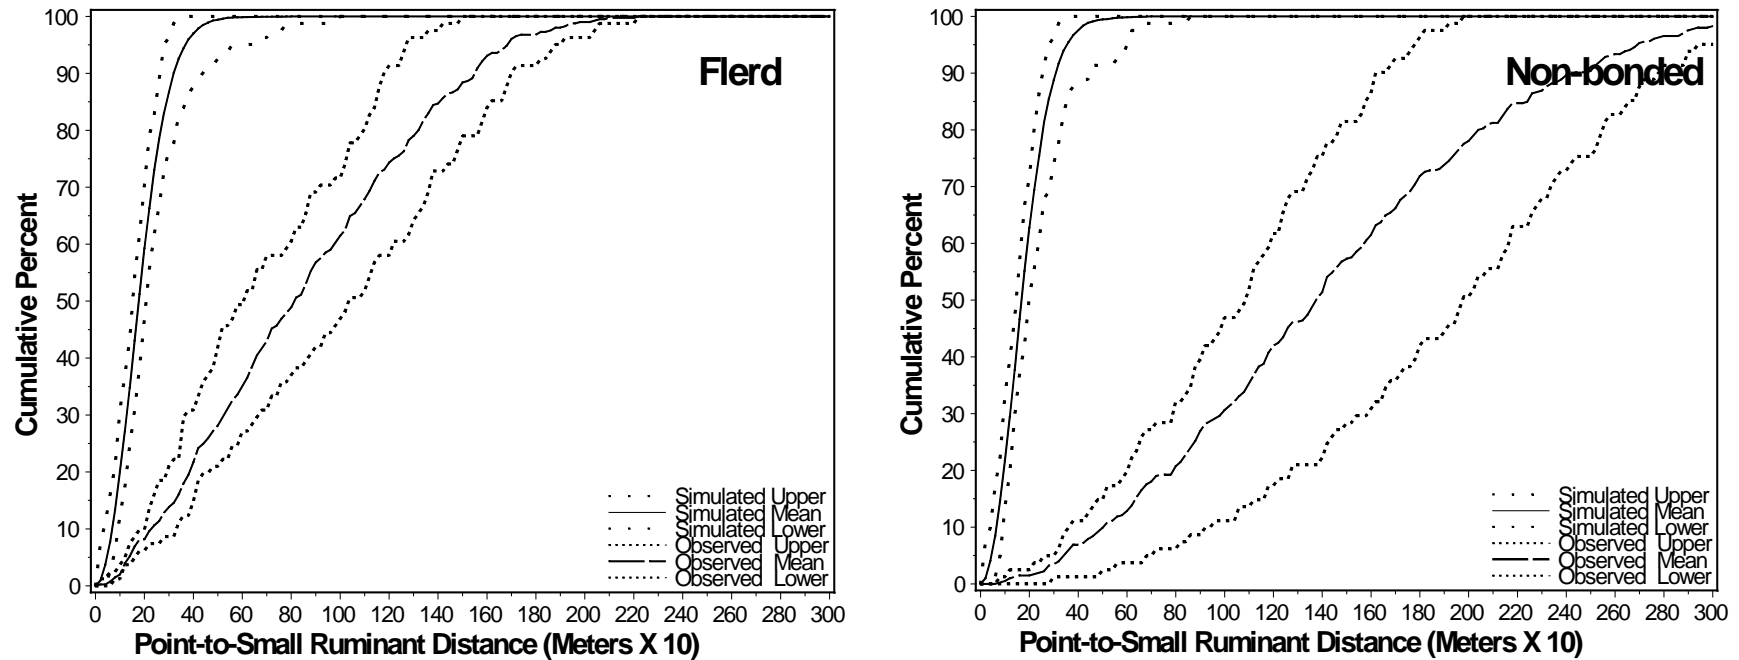 Flerd
Cumulative Percent
100
90
80
70
60
50
40
30
20
10
0
Simulated Upper
Simulated Mean
Simulated Lower
Observed Upper
Observed Mean
Observed Lower
0 20 40 60 80 100 120 140 160 180 200 220 240 260 280 300
Point-to-Small Ruminant Distance (Meters X 10)
Non-bonded
Cumulative Percent
100
90
80
70
60
50
40
30
20
10
0
Simulated Upper
Simulated Mean
Simulated Lower
Observed Upper
Observed Mean
Observed Lower
0 20 40 60 80 100 120 140 160 180 200 220 240 260 280 300
Point-to-Small Ruminant Distance (Meters X 10)